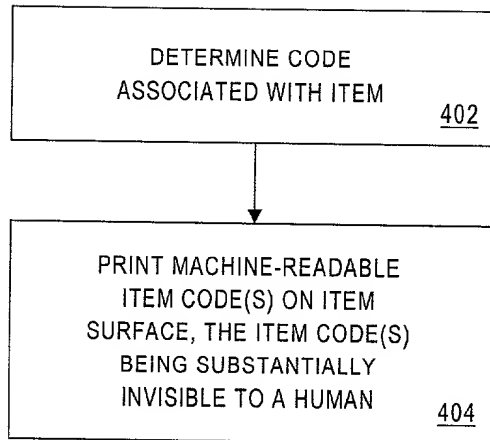 DETERMINE CODE
ASSOCIATED WITH ITEM
402
PRINT MACHINE-READABLE
ITEM CODE(S) ON ITEM
SURFACE, THE ITEM CODE(S)
BEING SUBSTANTIALLY
INVISIBLE TO A HUMAN
404